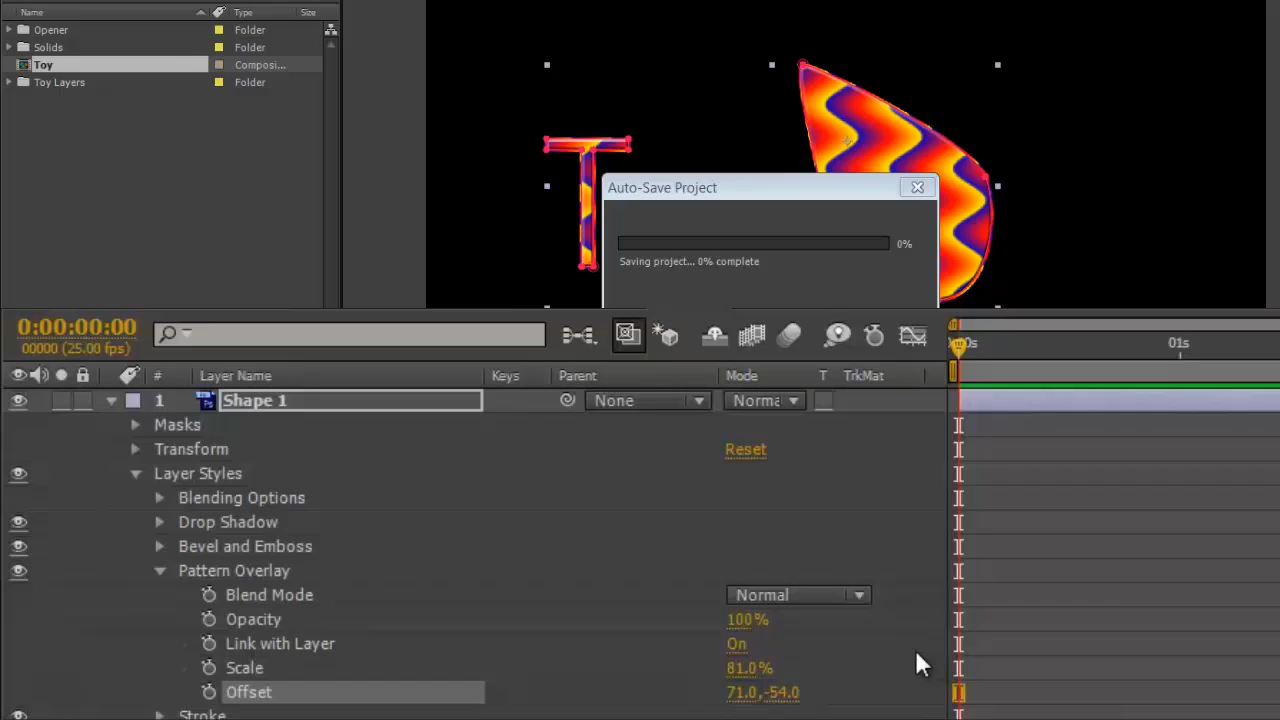 Name Type Size
Opener Folder
Solids Folder
Toy Composi...
Toy Layers Folder
T
Auto-Save Project
0%
Saving project... 0% complete
0:00:00:00
00000 (25.00 fps)
0s 01s
# Layer Name Keys Parent Mode T TrkMat
1 Shape 1 None Norma
Masks
Transform Reset
Layer Styles
Blending Options
Drop Shadow
Bevel and Emboss
Pattern Overlay
Blend Mode Normal
Opacity 100%
Link with Layer On
Scale 81.0%
Offset 71.0,-54.0
Stroke